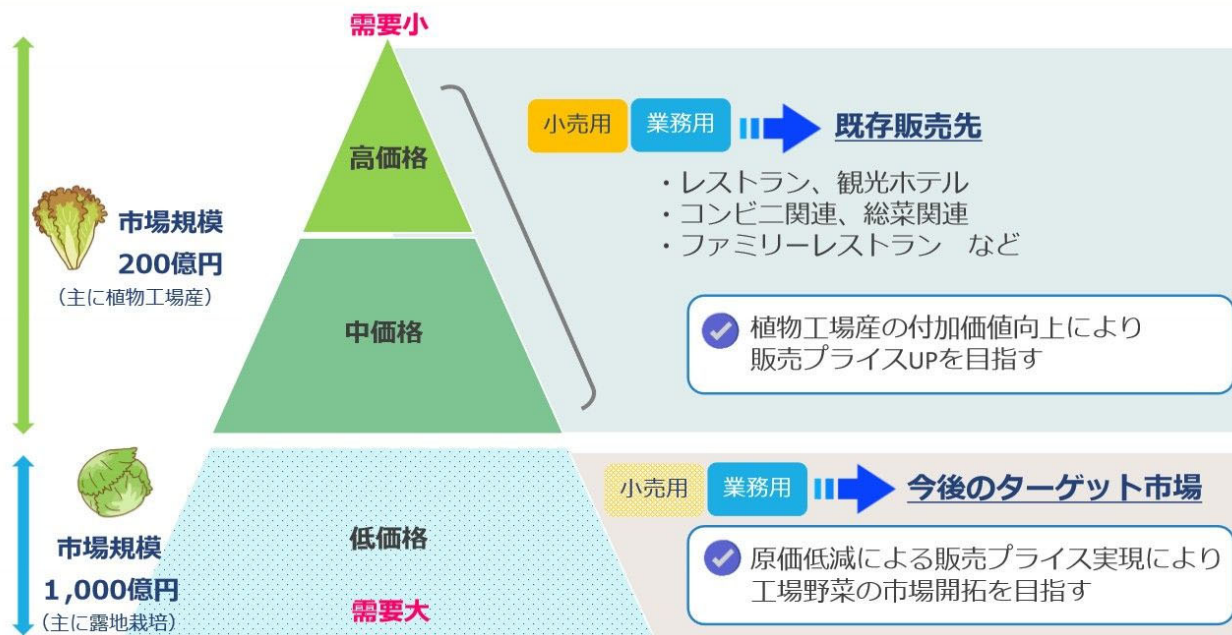 需要小
高価格
中価格
低価格
需要大
市場規模
200億円
（主に植物工場産）
市場規模
1,000億円
（主に露地栽培）
小売用
業務用
既存販売先
・レストラン、観光ホテル
・コンビニ関連、総菜関連
・ファミリーレストラン　など
植物工場産の付加価値向上により
販売プライスUPを目指す
小売用
業務用
今後のターゲット市場
原価低減による販売プライス実現により
工場野菜の市場開拓を目指す